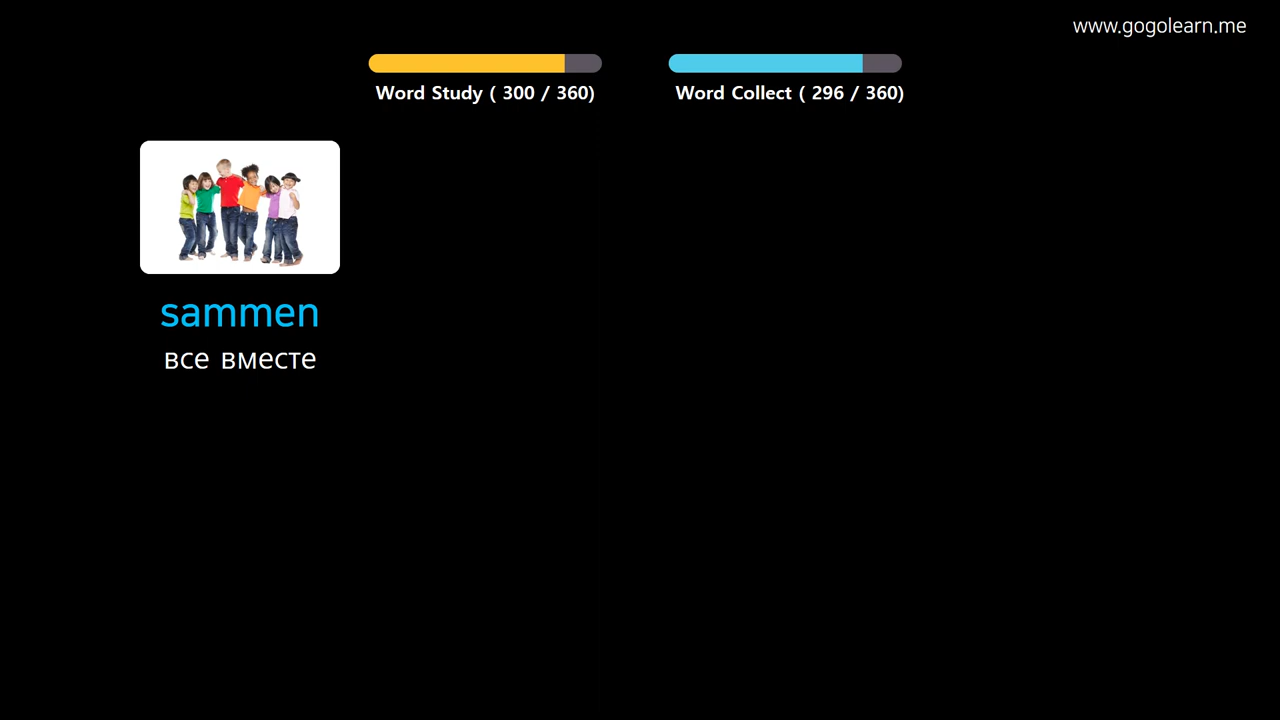 www.gogolearn.me
Word Study ( 300 / 360)
Word Collect ( 296 / 360)
sammen
все вместе